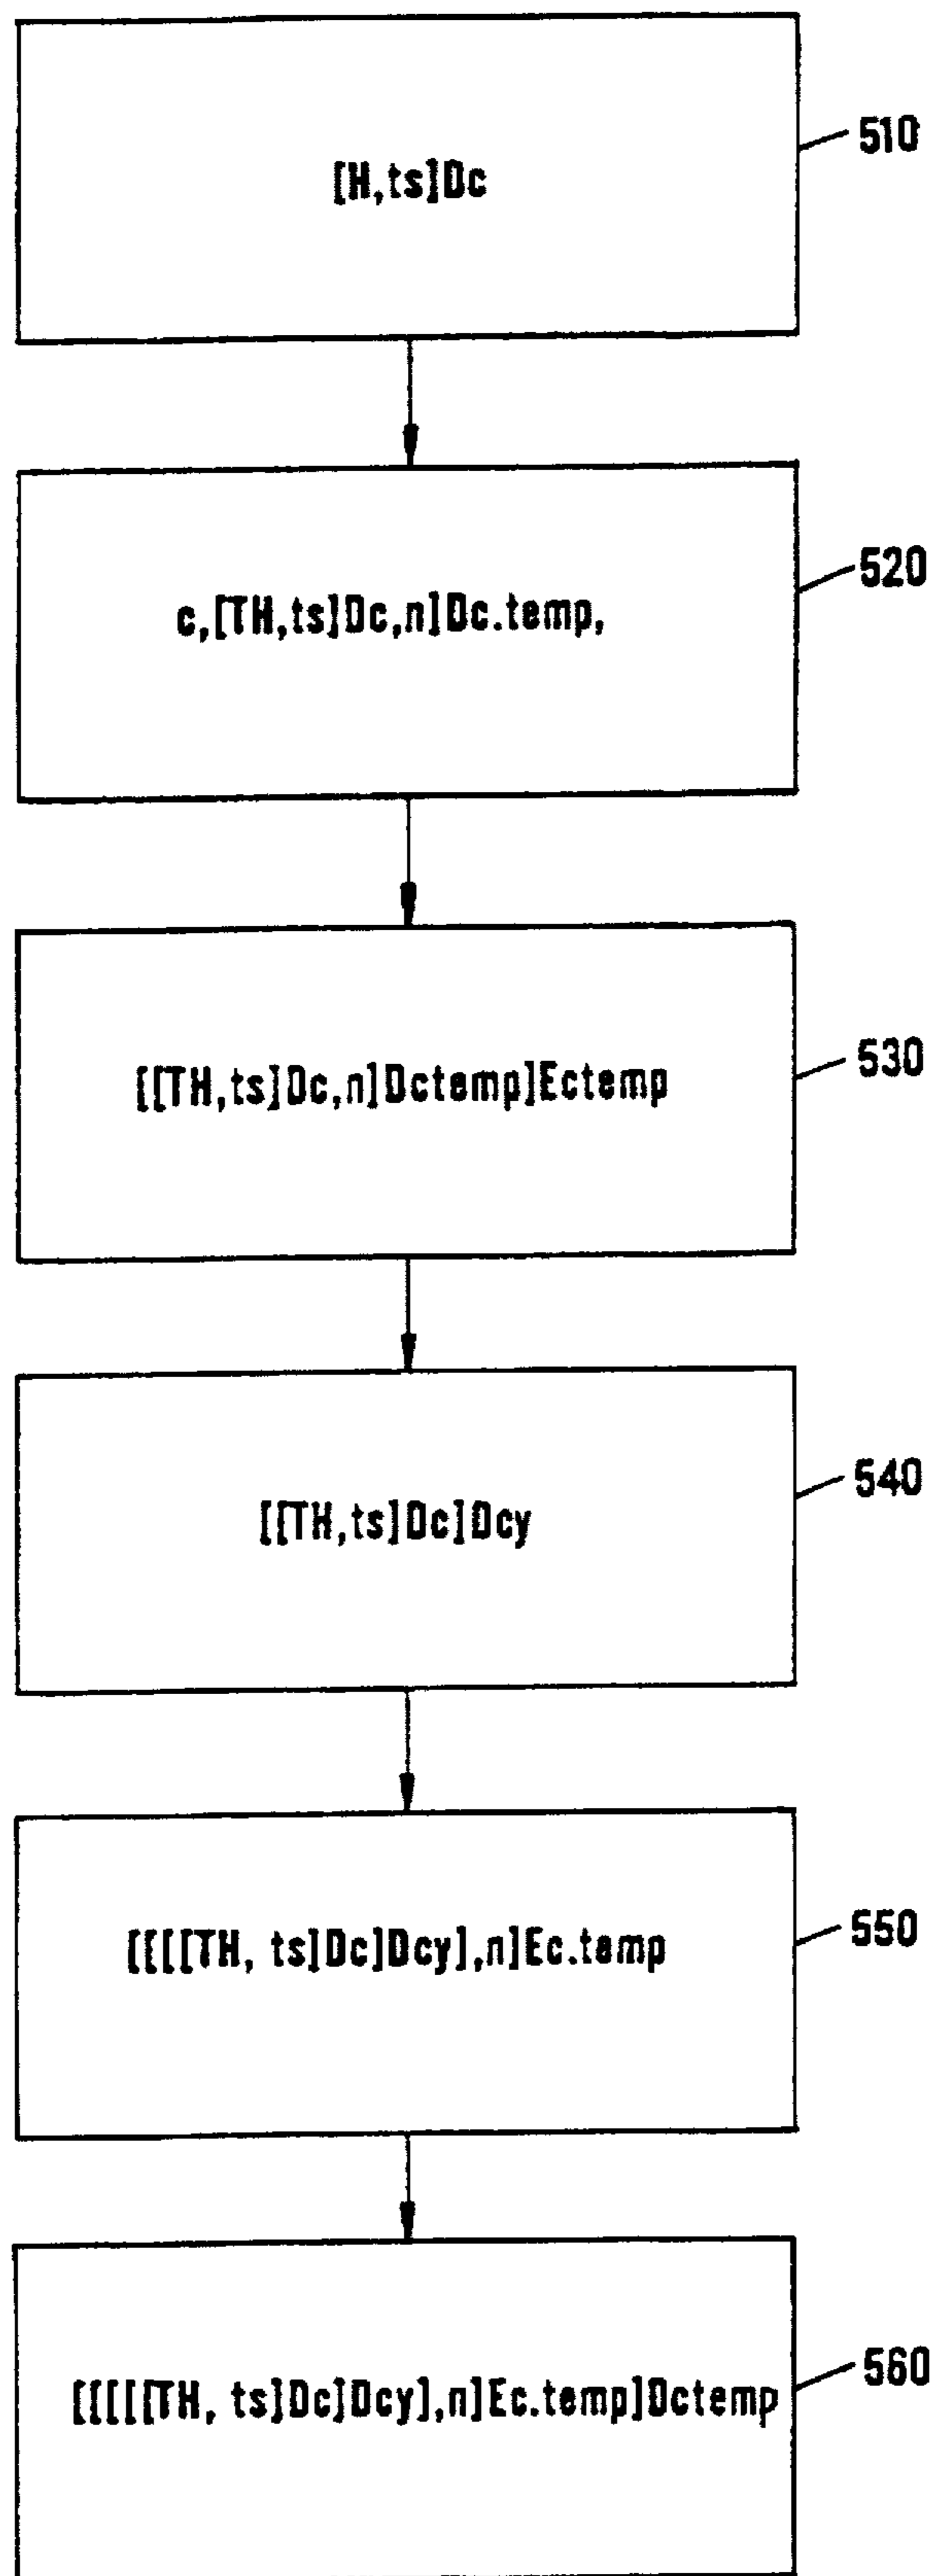 [H,ts]Dc
510
c,[TH,ts]Dc,n]Dc.temp,
520
[[TH,ts]Dc,n]Dctemp]Ectemp
530
[[TH,ts]Dc]Dcy
540
[[[[TH, ts]Dc]Dcy],n]Ec.temp
550
[[[[[TH, ts]Dc]Dcy],n]Ec.temp]Dctemp
560